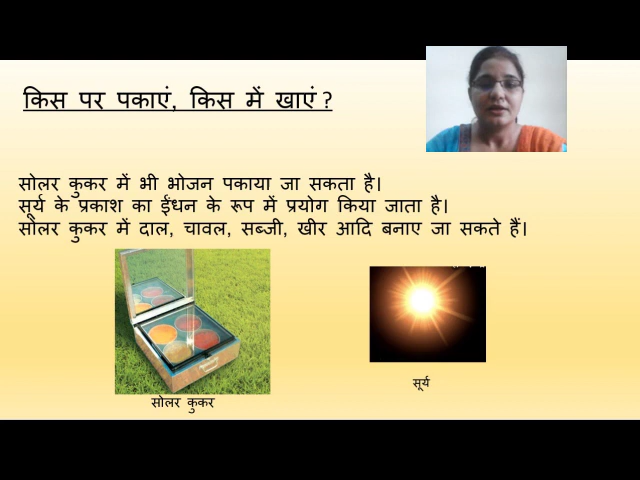 किस पर पकाएं, किस में खाएं ?
सोलर कुकर में भी भोजन पकाया जा सकता है।
सूर्य के प्रकाश का ईंधन के रूप में प्रयोग किया जाता है।
सोलर कुकर में दाल, चावल, सब्जी, खीर आदि बनाए जा सकते हैं।
सोलर कुकर
सूर्य